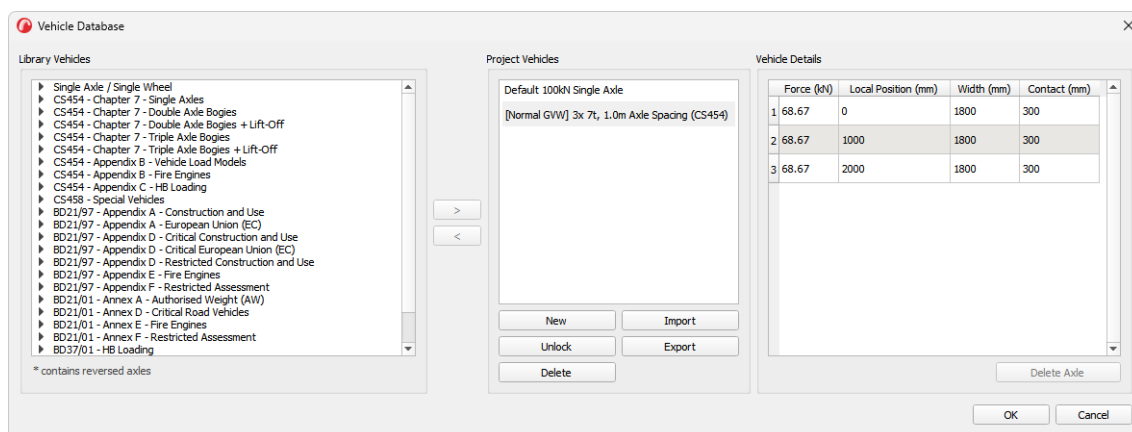 Vehicle Database
Library Vehicles
Single Axle / Single Wheel
CS454 - Chapter 7 - Single Axles
CS454 - Chapter 7 - Double Axle Bogies
CS454 - Chapter 7 - Double Axle Bogies + Lift-Off
CS454 - Chapter 7 - Triple Axle Bogies
CS454 - Chapter 7 - Triple Axle Bogies + Lift-Off
CS454 - Appendix B - Vehicle Load Models
CS454 - Appendix B - Fire Engines
CS454 - Appendix C - HB Loading
CS458 - Special Vehicles
BD21/97 - Appendix A - Construction and Use
BD21/97 - Appendix A - European Union (EC)
BD21/97 - Appendix D - Critical Construction and Use
BD21/97 - Appendix D - Critical European Union (EC)
BD21/97 - Appendix D - Restricted Construction and Use
BD21/97 - Appendix E - Fire Engines
BD21/97 - Appendix F - Restricted Assessment
BD21/01 - Annex A - Authorised Weight (AW)
BD21/01 - Annex D - Critical Road Vehicles
BD21/01 - Annex E - Fire Engines
BD21/01 - Annex F - Restricted Assessment
BD37/01 - HB Loading
* contains reversed axles
>
<
Project Vehicles
Default 100kN Single Axle
[Normal GVW] 3x 7t, 1.0m Axle Spacing (CS454)
New Import
Unlock Export
Delete
Vehicle Details
Force (kN) Local Position (mm) Width (mm) Contact (mm)
1 68.67 0 1800 300
2 68.67 1000 1800 300
3 68.67 2000 1800 300
Delete Axle
OK Cancel